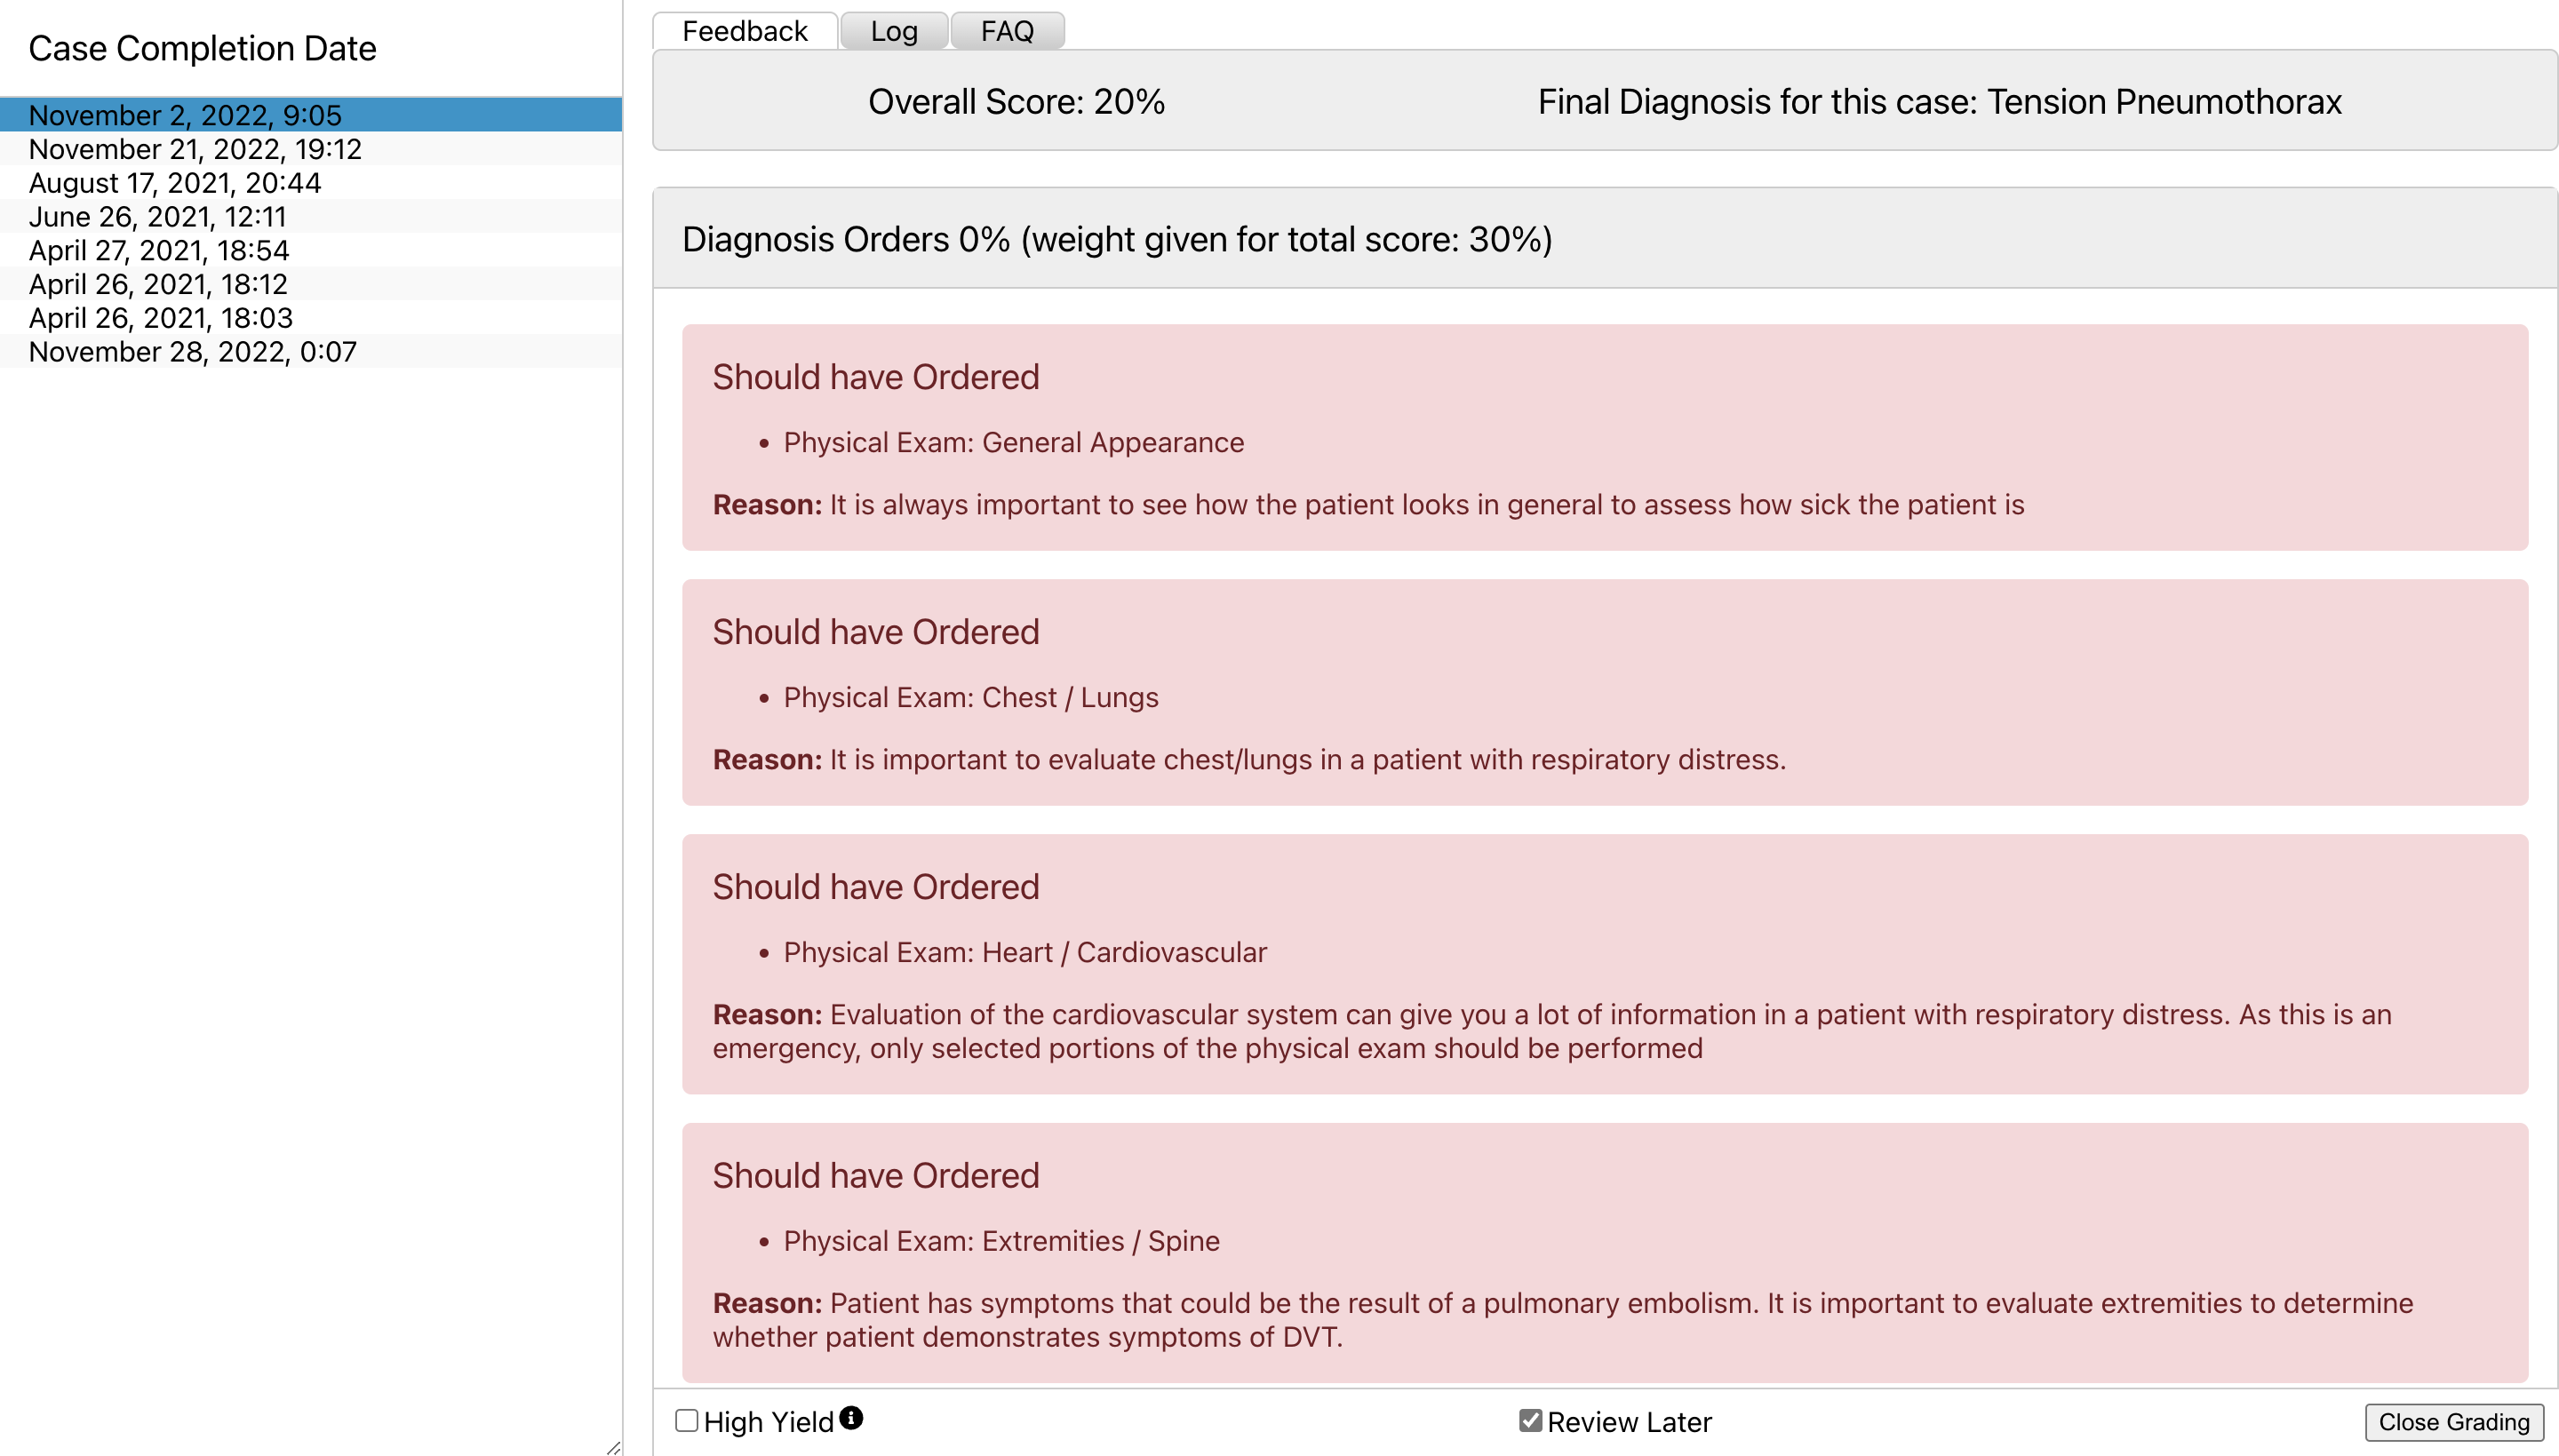 Case Completion Date
November 2, 2022, 9:05
November 21, 2022, 19:12
August 17, 2021, 20:44
June 26, 2021, 12:11
April 27, 2021, 18:54
April 26, 2021, 18:12
April 26, 2021, 18:03
November 28, 2022, 0:07
Feedback
Log
FAQ
Overall Score: 20%
Final Diagnosis for this case: Tension Pneumothorax
Diagnosis Orders 0% (weight given for total score: 30%)
Should have Ordered
• Physical Exam: General Appearance
Reason: It is always important to see how the patient looks in general to assess how sick the patient is
Should have Ordered
• Physical Exam: Chest / Lungs
Reason: It is important to evaluate chest/lungs in a patient with respiratory distress.
Should have Ordered
• Physical Exam: Heart / Cardiovascular
Reason: Evaluation of the cardiovascular system can give you a lot of information in a patient with respiratory distress. As this is an
emergency, only selected portions of the physical exam should be performed
Should have Ordered
• Physical Exam: Extremities / Spine
Reason: Patient has symptoms that could be the result of a pulmonary embolism. It is important to evaluate extremities to determine
whether patient demonstrates symptoms of DVT.
High Yield
Review Later
Close Grading